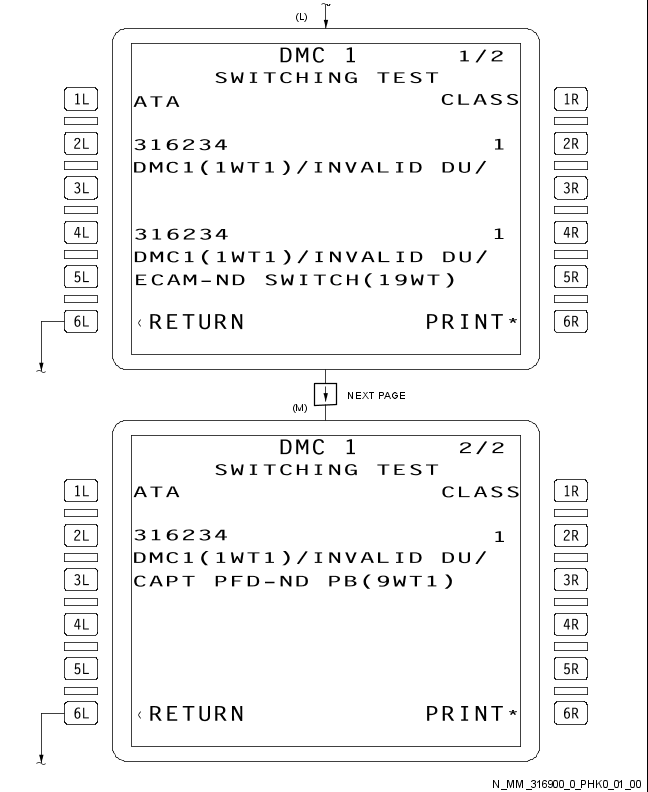 (L)
DMC 1 1/2
SWITCHING TEST
1L ATA CLASS 1R
2L 316234 1 2R
DMC1(1WT1)/INVALID DU/
3L 3R
4L 316234 1 4R
DMC1(1WT1)/INVALID DU/
5L ECAM-ND SWITCH(19WT) 5R
6L ‹RETURN PRINT* 6R
NEXT PAGE
(M)
DMC 1 2/2
SWITCHING TEST
1L ATA CLASS 1R
2L 316234 1 2R
DMC1(1WT1)/INVALID DU/
3L CAPT PFD-ND PB(9WT1) 3R
4L 4R
5L 5R
6L ‹RETURN PRINT* 6R
N_MM_316900_0_PHK0_01_00